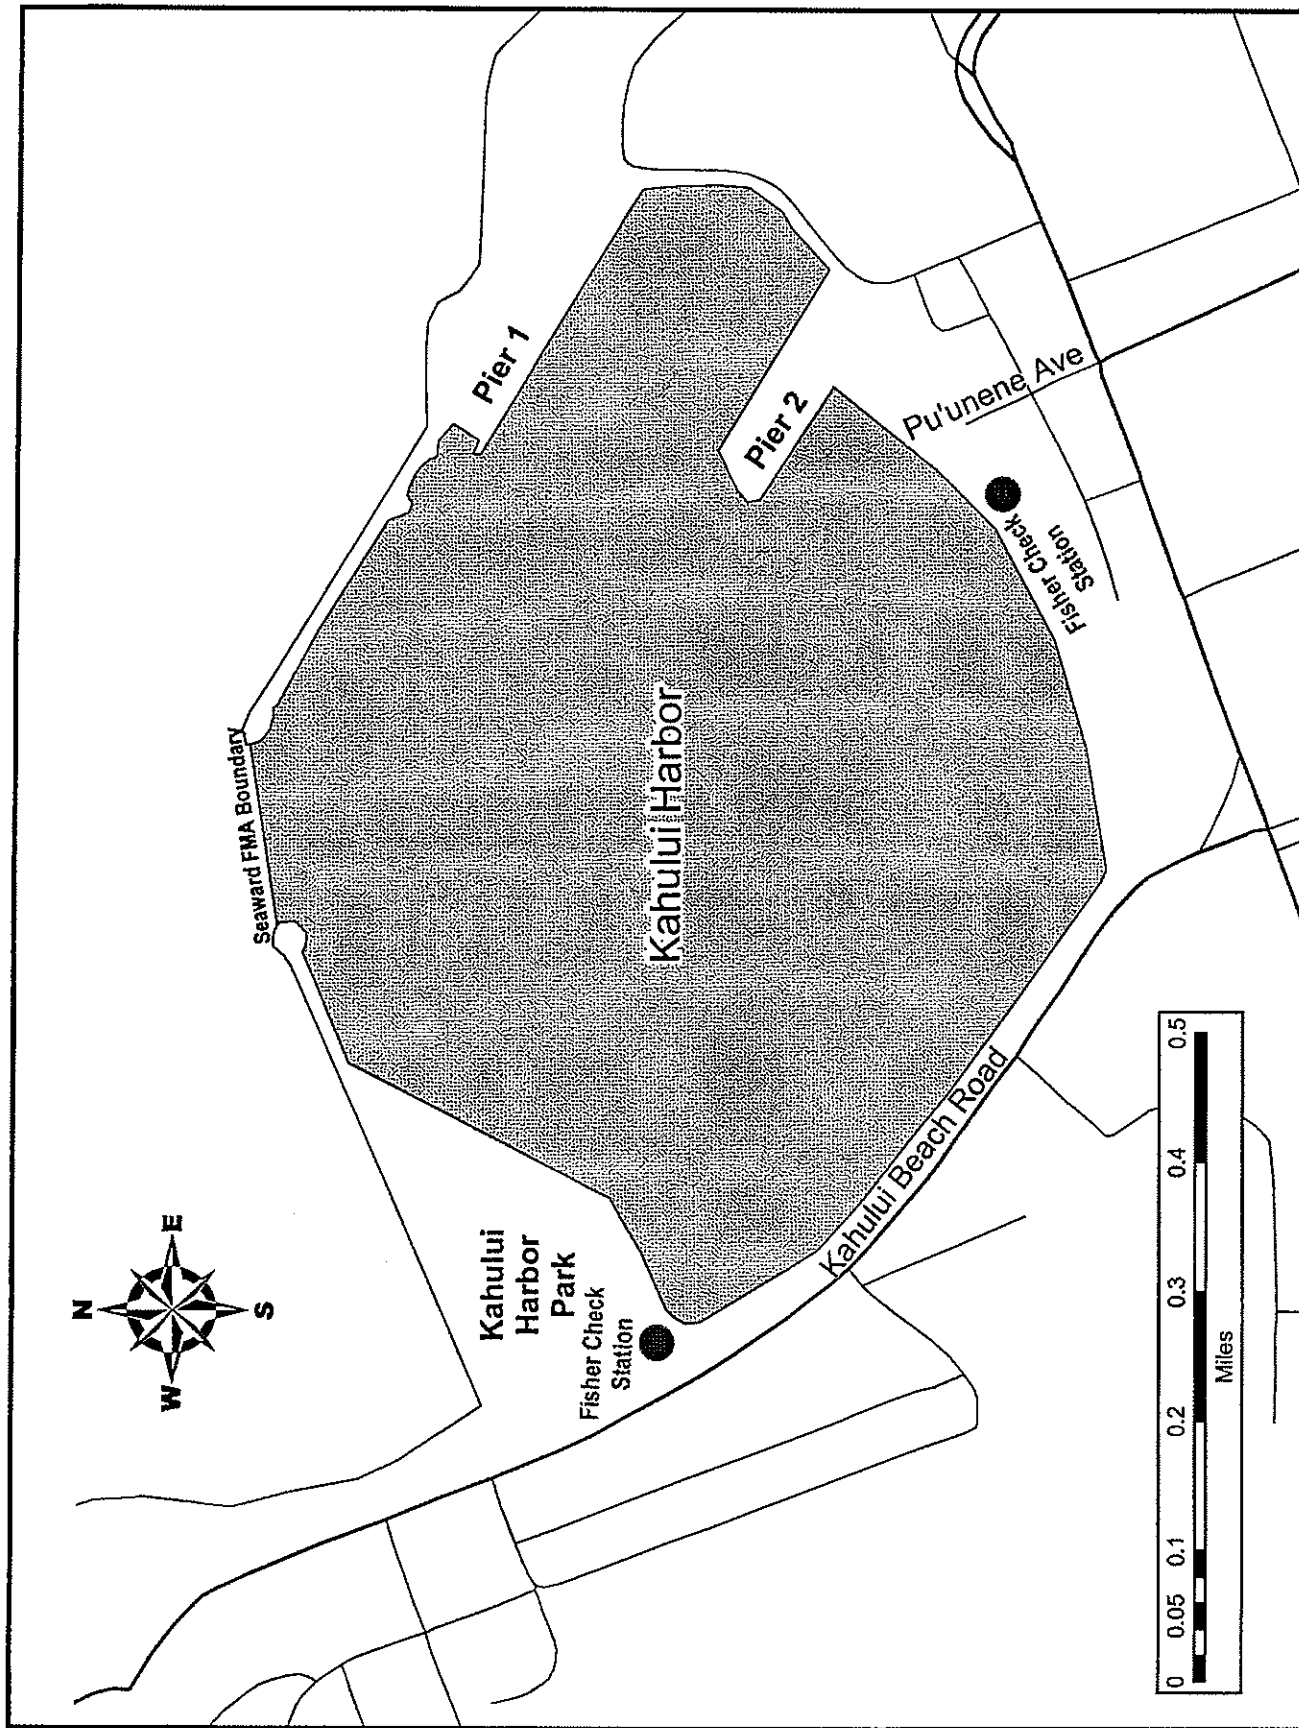 N
W
E
S
Seaward FMA Boundary
Pier 1
Pier 2
Pu'unene Ave
Fisher Check
Station
Kahului Harbor
Kahului
Harbor
Park
Fisher Check
Station
Kahului Beach Road
0 0.05 0.1 0.2 0.3 0.4 0.5
Miles